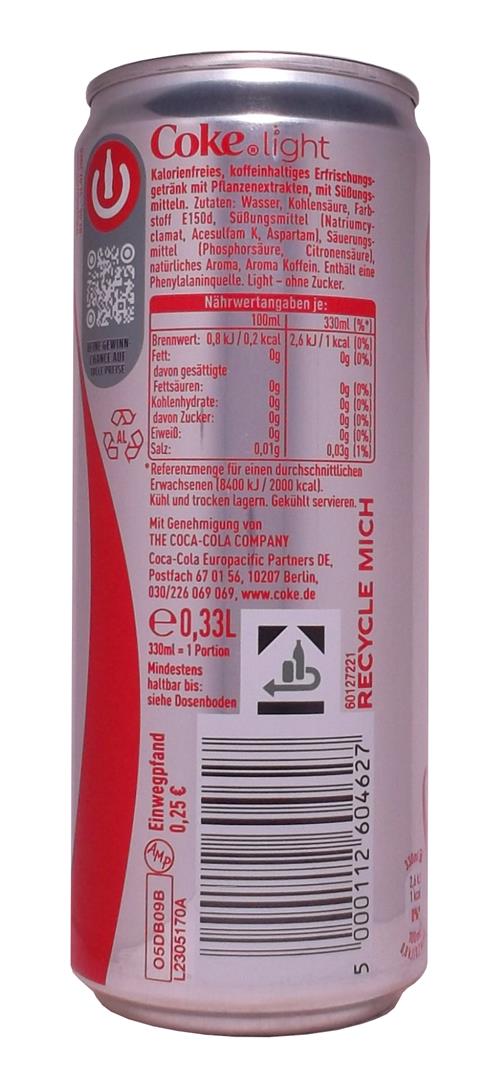 Coke® light
Kalorienfreies, koffeinhaltiges Erfrischungs-
getränk mit Pflanzenextrakten, mit Süßungs-
mitteln. Zutaten: Wasser, Kohlensäure, Farb-
stoff E150d, Süßungsmittel (Natriumcy-
clamat, Acesulfam K, Aspartam), Säuerungs-
mittel (Phosphorsäure, Citronensäure),
natürliches Aroma, Aroma Koffein. Enthält eine
Phenylalaninquelle. Light – ohne Zucker.
Nährwertangaben je:
100ml 330ml (%*)
Brennwert: 0,8 kJ / 0,2 kcal 2,6 kJ / 1 kcal (0%)
Fett: 0g 0g (0%)
davon gesättigte
Fettsäuren: 0g 0g (0%)
Kohlenhydrate: 0g 0g (0%)
davon Zucker: 0g 0g (0%)
Eiweiß: 0g 0g (0%)
Salz: 0,01g 0,03g (1%)
*Referenzmenge für einen durchschnittlichen
Erwachsenen (8400 kJ / 2000 kcal).
Kühl und trocken lagern. Gekühlt servieren.
Mit Genehmigung von
THE COCA-COLA COMPANY
Coca-Cola Europacific Partners DE,
Postfach 67 01 56, 10207 Berlin,
030/226 069 069, www.coke.de
℮0,33L
330ml = 1 Portion
Mindestens
haltbar bis:
siehe Dosenboden
60127221
RECYCLE MICH
DEINE GEWINN-
CHANCE AUF
TOLLE PREISE
AL
Einwegpfand
0,25 €
AMP
O5DB09B
L2305170A
5 000112 604627